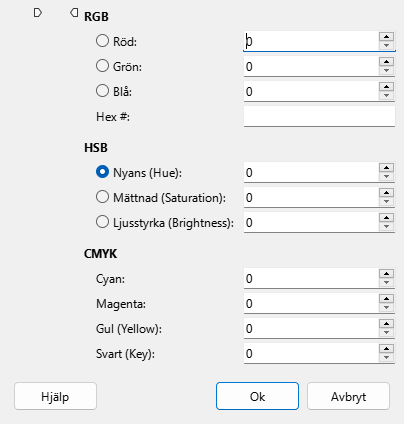 RGB
Röd: 0
Grön: 0
Blå: 0
Hex #:
HSB
Nyans (Hue): 0
Mättnad (Saturation): 0
Ljusstyrka (Brightness): 0
CMYK
Cyan: 0
Magenta: 0
Gul (Yellow): 0
Svart (Key): 0
Hjälp Ok Avbryt